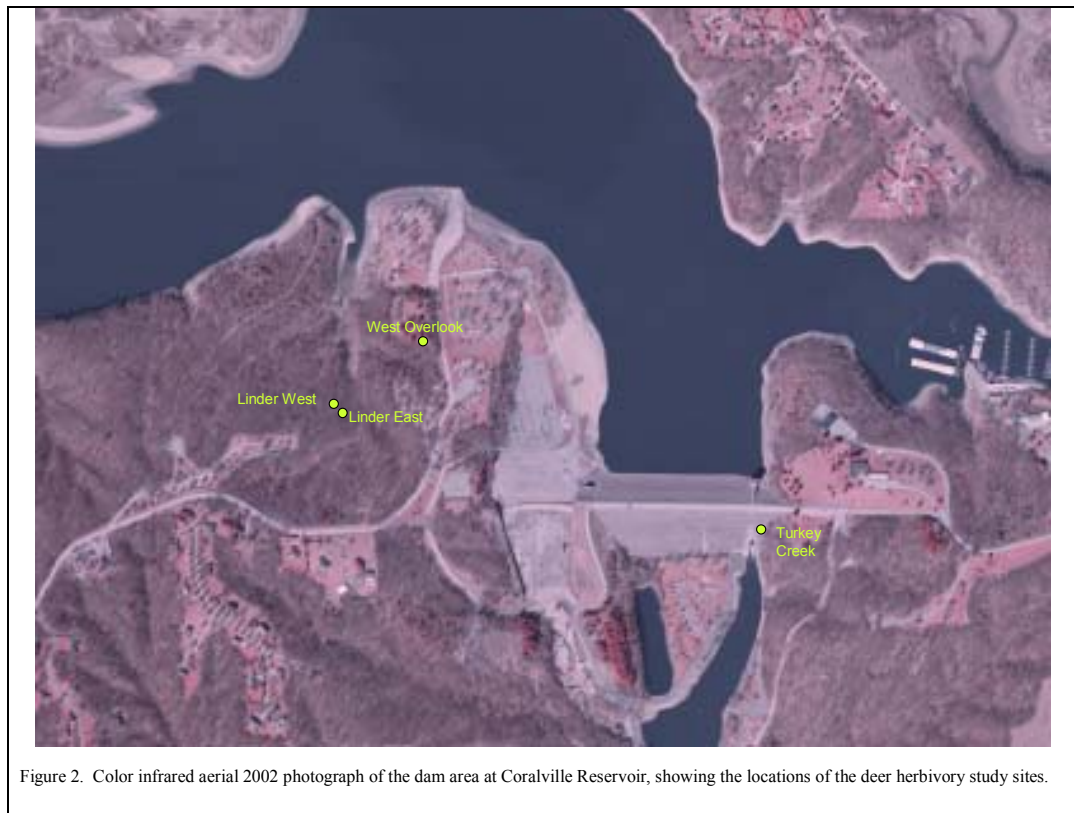 West Overlook
Linder West
Linder East
Turkey
Creek
Figure 2.  Color infrared aerial 2002 photograph of the dam area at Coralville Reservoir, showing the locations of the deer herbivory study sites.